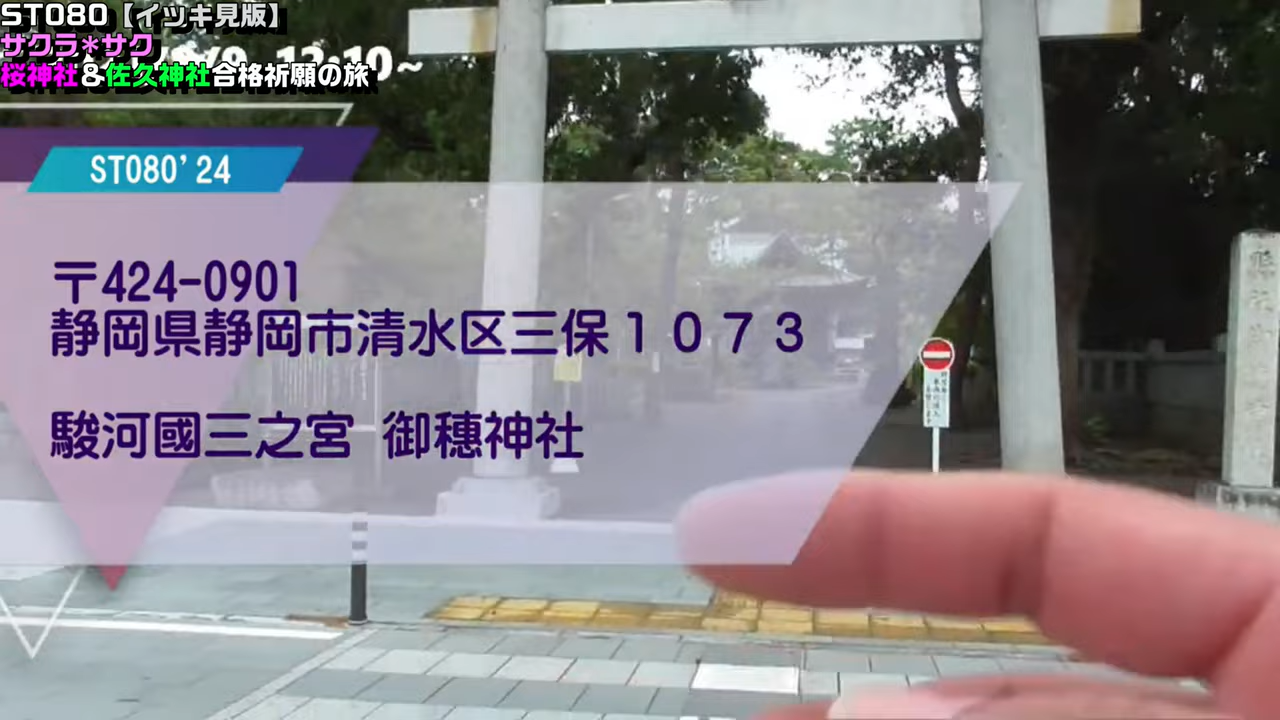 ST080【イツキ見版】
サクラ＊サク
桜神社＆佐久神社合格祈願の旅
ST080’24
〒424-0901
静岡県静岡市清水区三保１０７３
駿河國三之宮 御穂神社